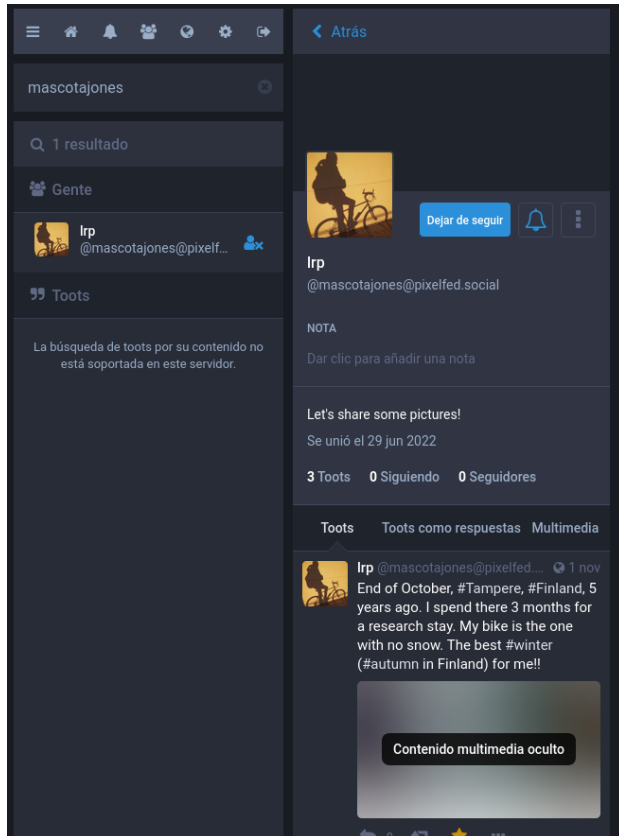 mascotajones
1 resultado
Gente
lrp
@mascotajones@pixelf...
Toots
La búsqueda de toots por su contenido no
está soportada en este servidor.
Atrás
Dejar de seguir
lrp
@mascotajones@pixelfed.social
NOTA
Dar clic para añadir una nota
Let's share some pictures!
Se unió el 29 jun 2022
3 Toots 0 Siguiendo 0 Seguidores
Toots Toots como respuestas Multimedia
lrp @mascotajones@pixelfed.... 1 nov
End of October, #Tampere, #Finland, 5
years ago. I spend there 3 months for
a research stay. My bike is the one
with no snow. The best #winter
(#autumn in Finland) for me!!
Contenido multimedia oculto